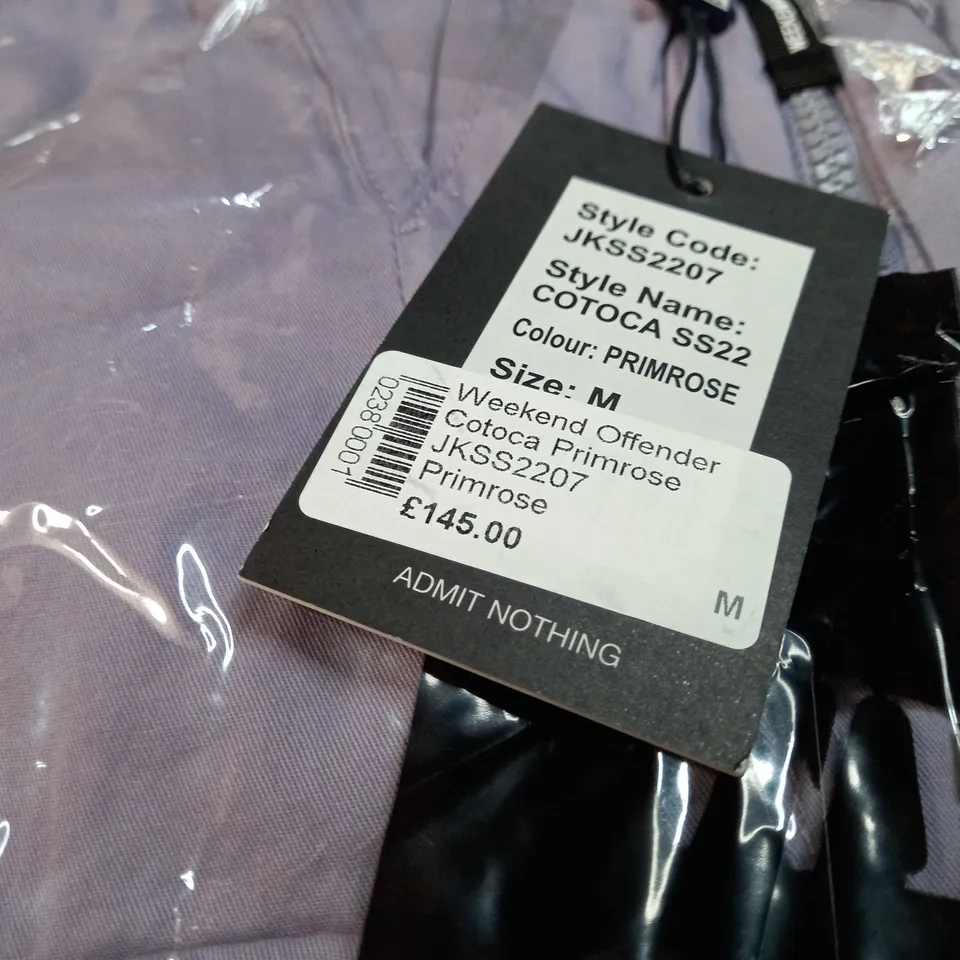 Style Code:
JKSS2207
Style Name:
COTOCA SS22
Colour: PRIMROSE
Size: M
Weekend Offender
Cotoca Primrose
JKSS2207
Primrose
£145.00
M
02380001
ADMIT NOTHING